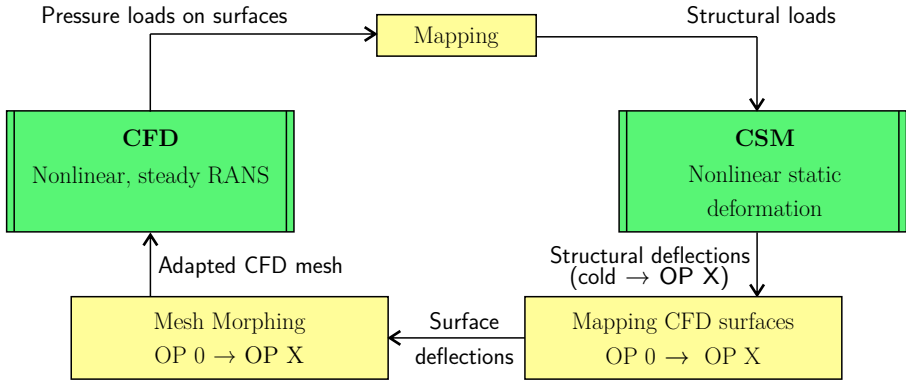 Pressure loads on surfaces
Mapping
Structural loads
CFD
Nonlinear, steady RANS
CSM
Nonlinear static
deformation
Structural deflections
(cold → OP X)
Adapted CFD mesh
Mesh Morphing
OP 0 → OP X
Surface
deflections
Mapping CFD surfaces
OP 0 → OP X